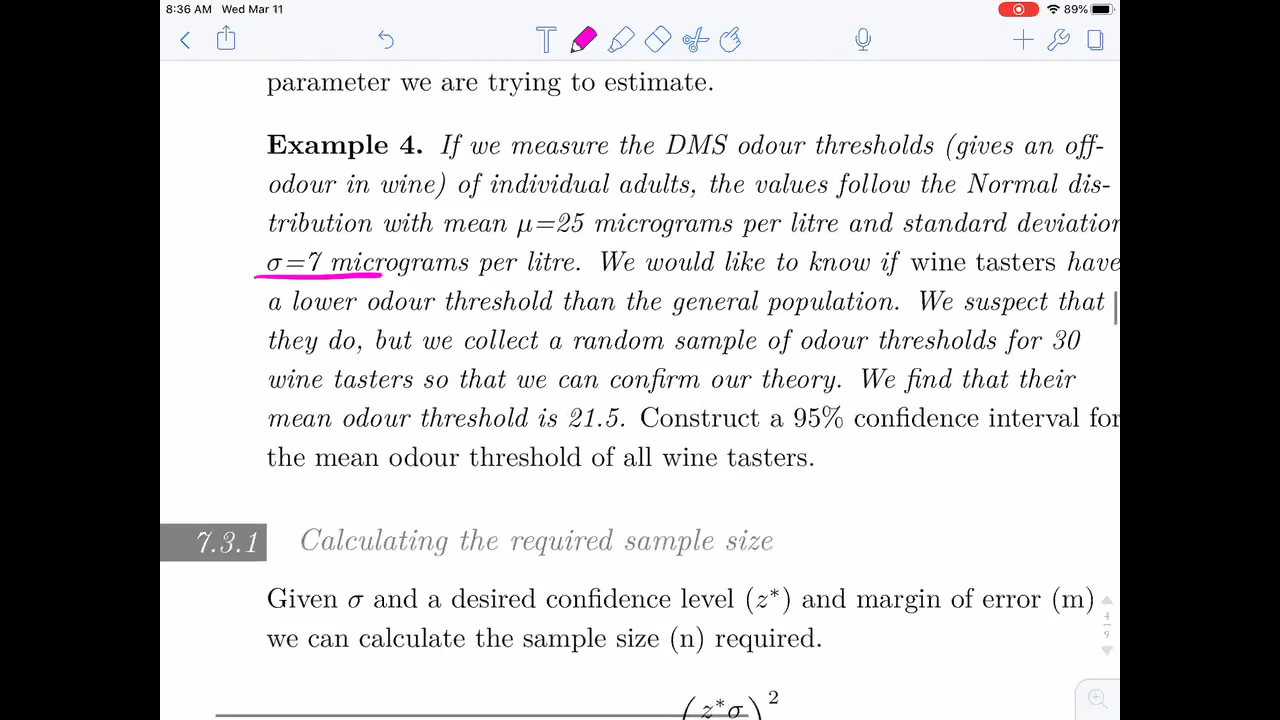 8:36 AM Wed Mar 11
89%
T
parameter we are trying to estimate.
Example 4. If we measure the DMS odour thresholds (gives an off-
odour in wine) of individual adults, the values follow the Normal dis-
tribution with mean μ=25 micrograms per litre and standard deviation
σ=7 micrograms per litre. We would like to know if wine tasters have
a lower odour threshold than the general population. We suspect that
they do, but we collect a random sample of odour thresholds for 30
wine tasters so that we can confirm our theory. We find that their
mean odour threshold is 21.5. Construct a 95% confidence interval for
the mean odour threshold of all wine tasters.
7.3.1 Calculating the required sample size
Given σ and a desired confidence level (z*) and margin of error (m)
we can calculate the sample size (n) required.
4
9
(z*σ)²